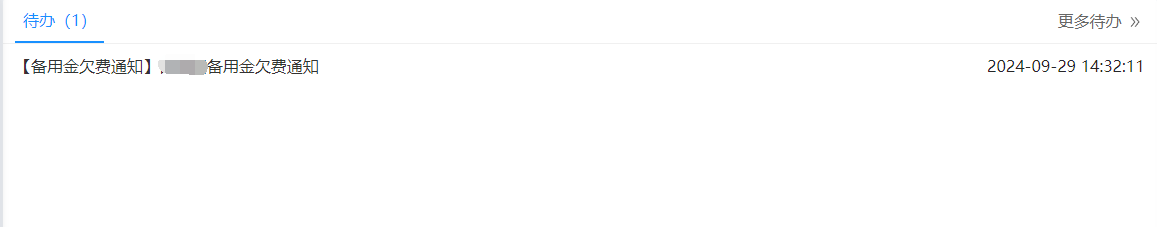 待办（1）
更多待办 »
【备用金欠费通知】备用金欠费通知
2024-09-29 14:32:11